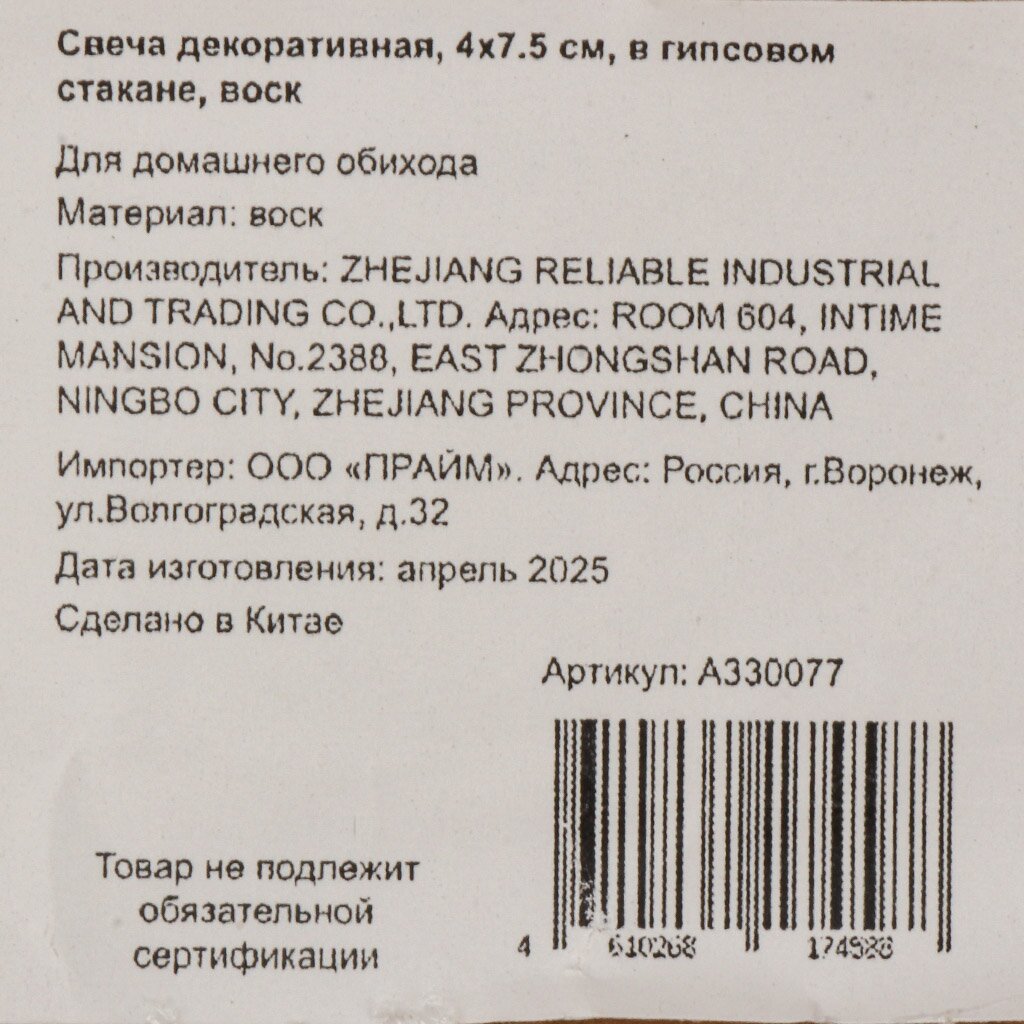 Свеча декоративная, 4х7.5 см, в гипсовом
стакане, воск
Для домашнего обихода
Материал: воск
Производитель: ZHEJIANG RELIABLE INDUSTRIAL
AND TRADING CO.,LTD. Адрес: ROOM 604, INTIME
MANSION, No.2388, EAST ZHONGSHAN ROAD,
NINGBO CITY, ZHEJIANG PROVINCE, CHINA
Импортер: ООО «ПРАЙМ». Адрес: Россия, г.Воронеж,
ул.Волгоградская, д.32
Дата изготовления: апрель 2025
Сделано в Китае
Артикул: А330077
Товар не подлежит
обязательной
сертификации
4 610268 174588